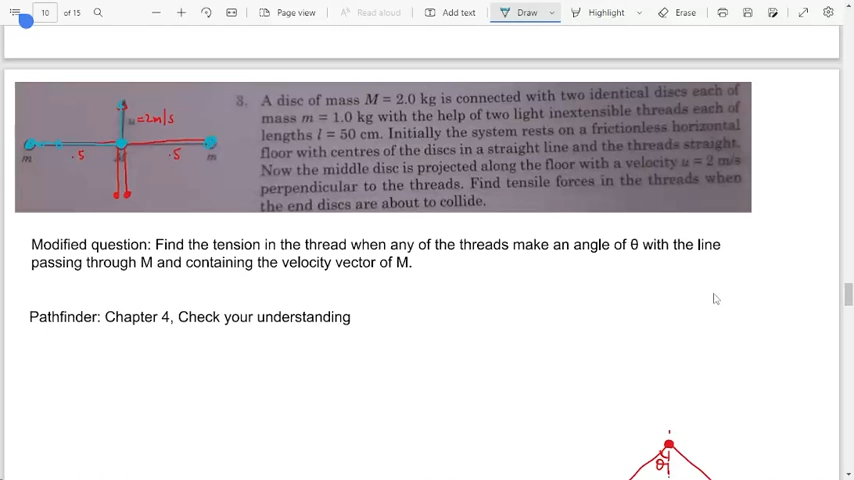 10 of 15 Page view Read aloud Add text Draw Highlight Erase
u=2m/s
.5 .5
m M m
3. A disc of mass M = 2.0 kg is connected with two identical discs each of
mass m = 1.0 kg with the help of two light inextensible threads each of
lengths l = 50 cm. Initially the system rests on a frictionless horizontal
floor with centres of the discs in a straight line and the threads straight.
Now the middle disc is projected along the floor with a velocity u = 2 m/s
perpendicular to the threads. Find tensile forces in the threads when
the end discs are about to collide.
Modified question: Find the tension in the thread when any of the threads make an angle of θ with the line
passing through M and containing the velocity vector of M.
Pathfinder: Chapter 4, Check your understanding
θ